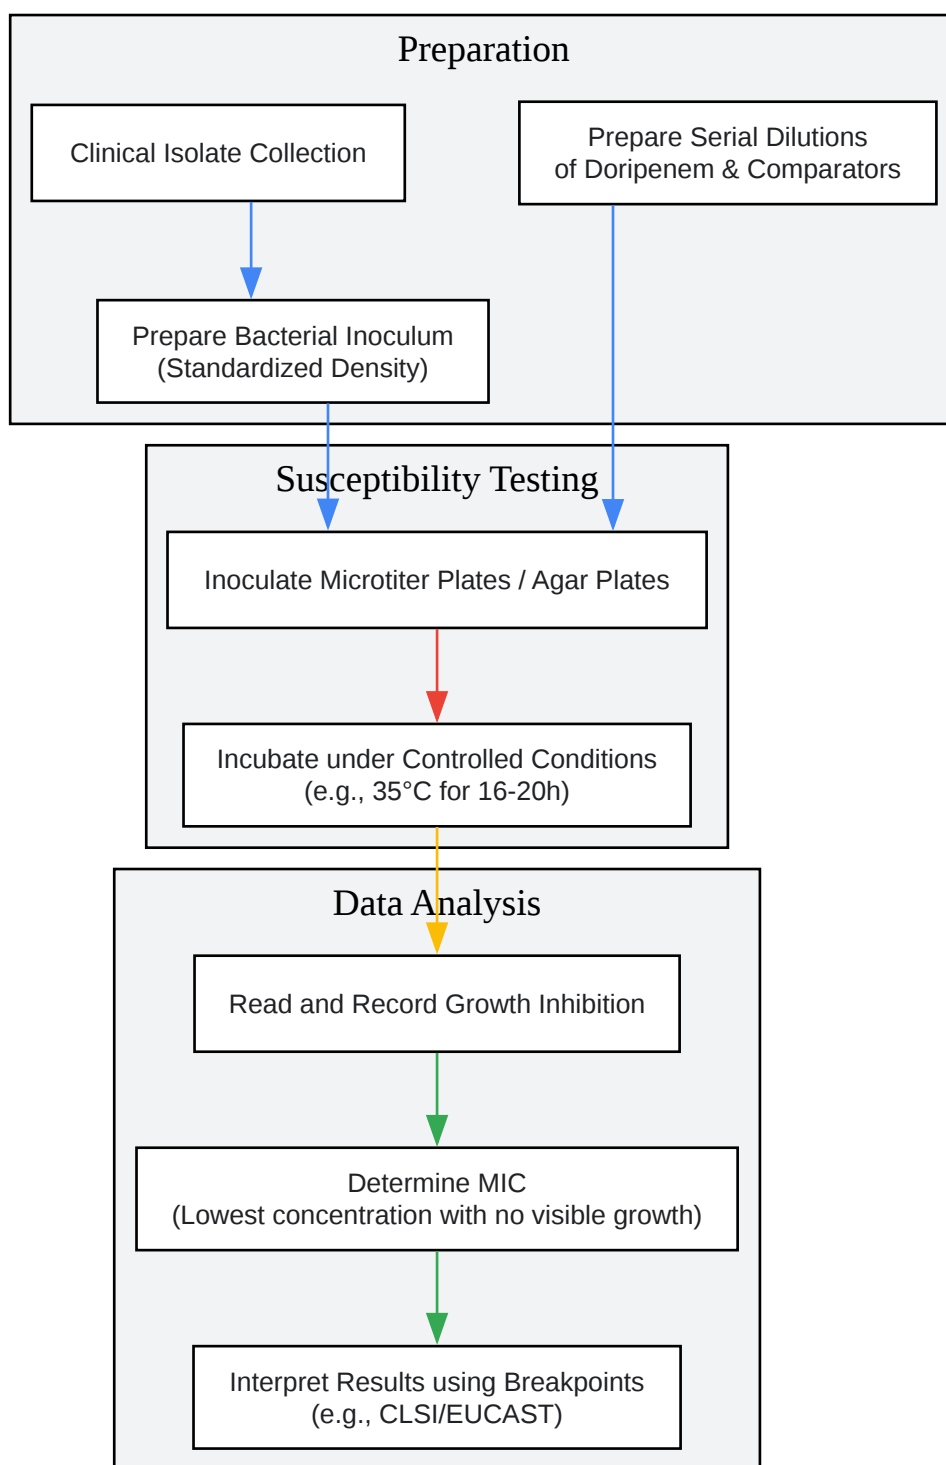 Preparation
Clinical Isolate Collection
Prepare Serial Dilutions
of Doripenem & Comparators
Prepare Bacterial Inoculum
(Standardized Density)
Susceptibility Testing
Inoculate Microtiter Plates / Agar Plates
Incubate under Controlled Conditions
(e.g., 35°C for 16-20h)
Data Analysis
Read and Record Growth Inhibition
Determine MIC
(Lowest concentration with no visible growth)
Interpret Results using Breakpoints
(e.g., CLSI/EUCAST)